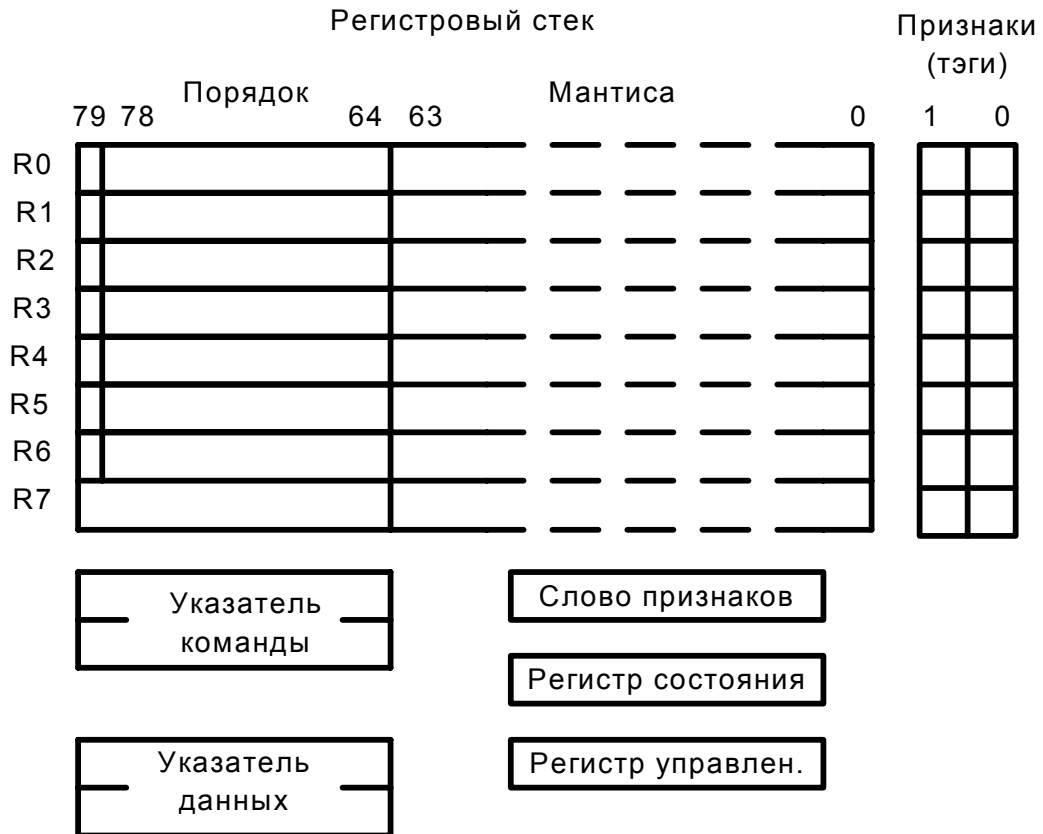 Регистровый стек
Признаки
(тэги)
Порядок
Мантиса
79 78 64 63 0 1 0
R0
R1
R2
R3
R4
R5
R6
R7
Указатель
команды
Слово признаков
Регистр состояния
Указатель
данных
Регистр управлен.